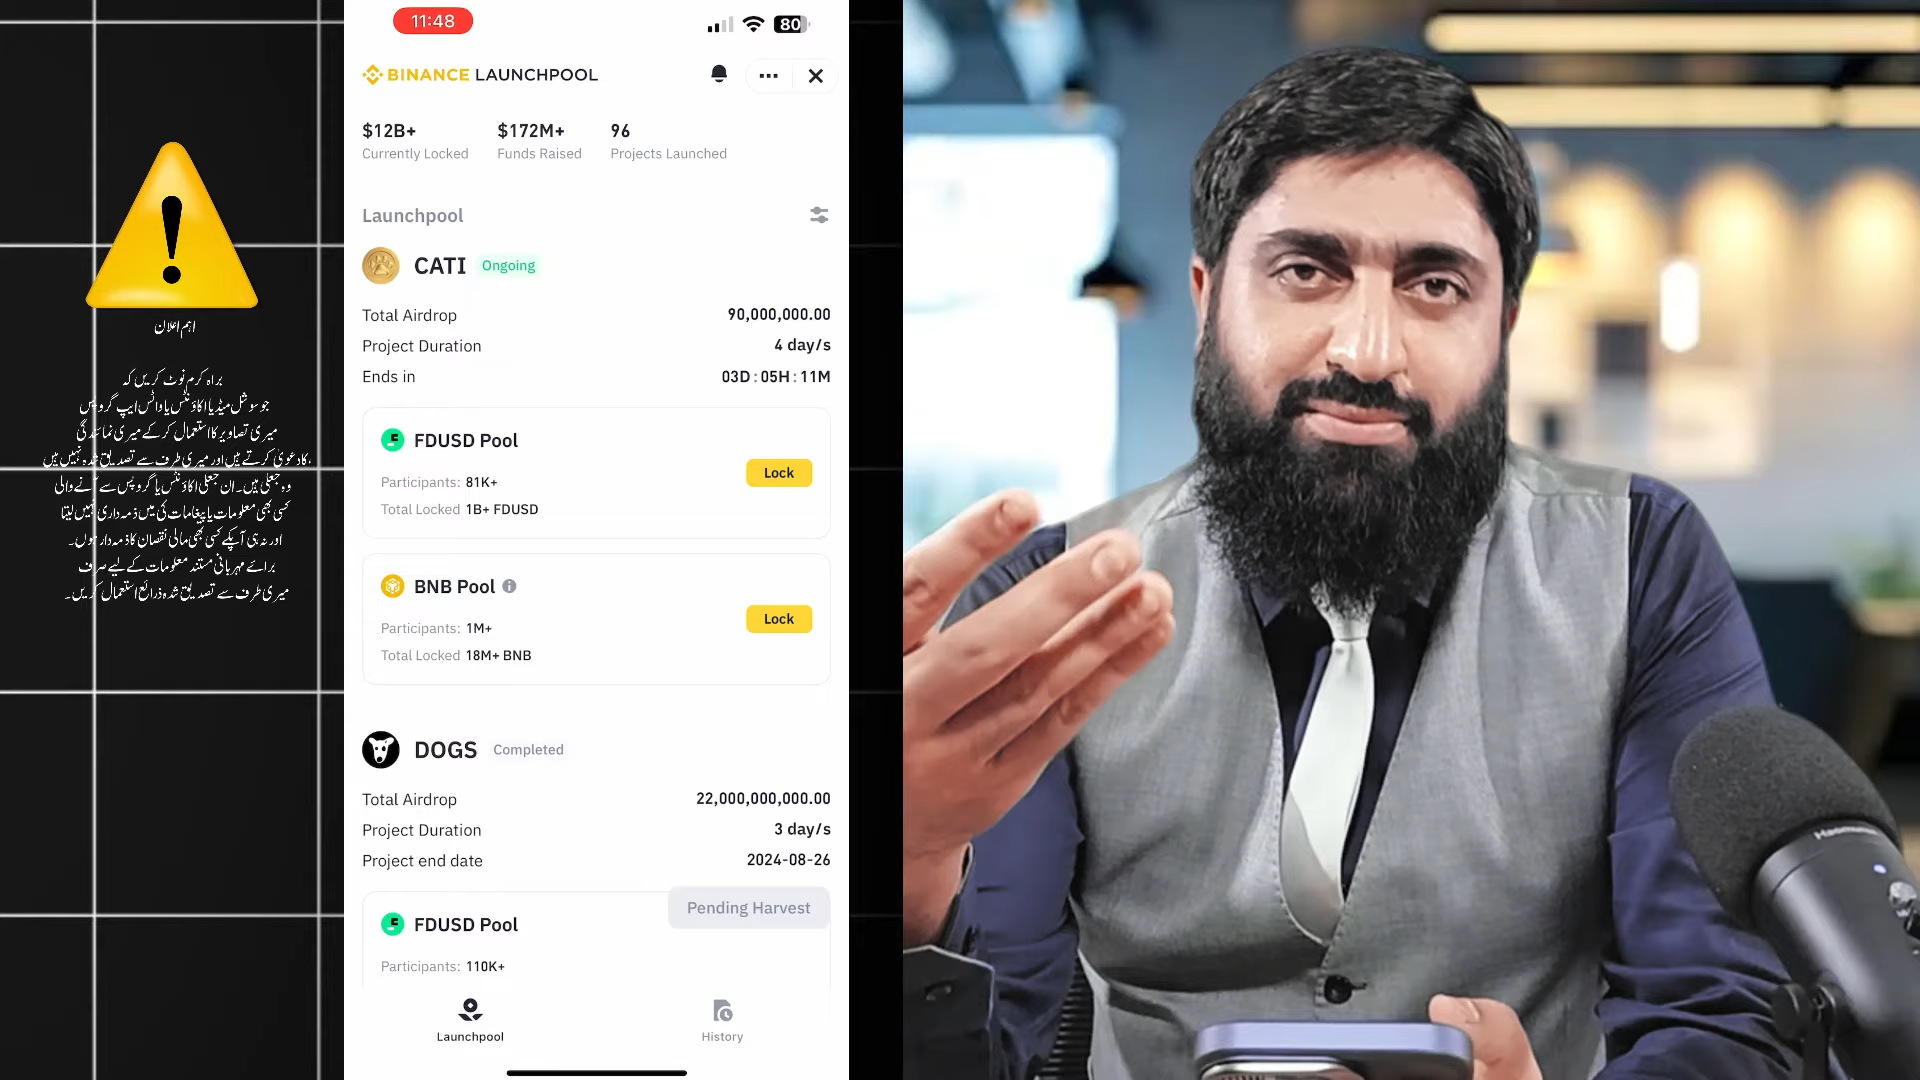 اہم اعلان
براہ کرم نوٹ کریں کہ
جو سوشل میڈیا اکاؤنٹس یا واٹس ایپ گروپس
میری تصاویر کا استعمال کرکے میری نمائندگی
کا دعویٰ کرتے ہیں اور میری طرف سے تصدیق شدہ نہیں ہیں،
وہ جعلی ہیں۔ ان جعلی اکاؤنٹس یا گروپس سے آنے والی
کسی بھی معلومات یا پیغامات کی میں ذمہ داری نہیں لیتا
اور نہ ہی آپکے کسی بھی مالی نقصان کا ذمہ دار ہوں۔
برائے مہربانی مستند معلومات کے لیے صرف
میری طرف سے تصدیق شدہ ذرائع استعمال کریں۔
11:48
80
BINANCE LAUNCHPOOL
$12B+ $172M+ 96
Currently Locked Funds Raised Projects Launched
Launchpool
CATI Ongoing
Total Airdrop 90,000,000.00
Project Duration 4 day/s
Ends in 03D : 05H : 11M
FDUSD Pool
Participants: 81K+
Lock
Total Locked 1B+ FDUSD
BNB Pool
Participants: 1M+
Lock
Total Locked 18M+ BNB
DOGS Completed
Total Airdrop 22,000,000,000.00
Project Duration 3 day/s
Project end date 2024-08-26
Pending Harvest
FDUSD Pool
Participants: 110K+
Launchpool History